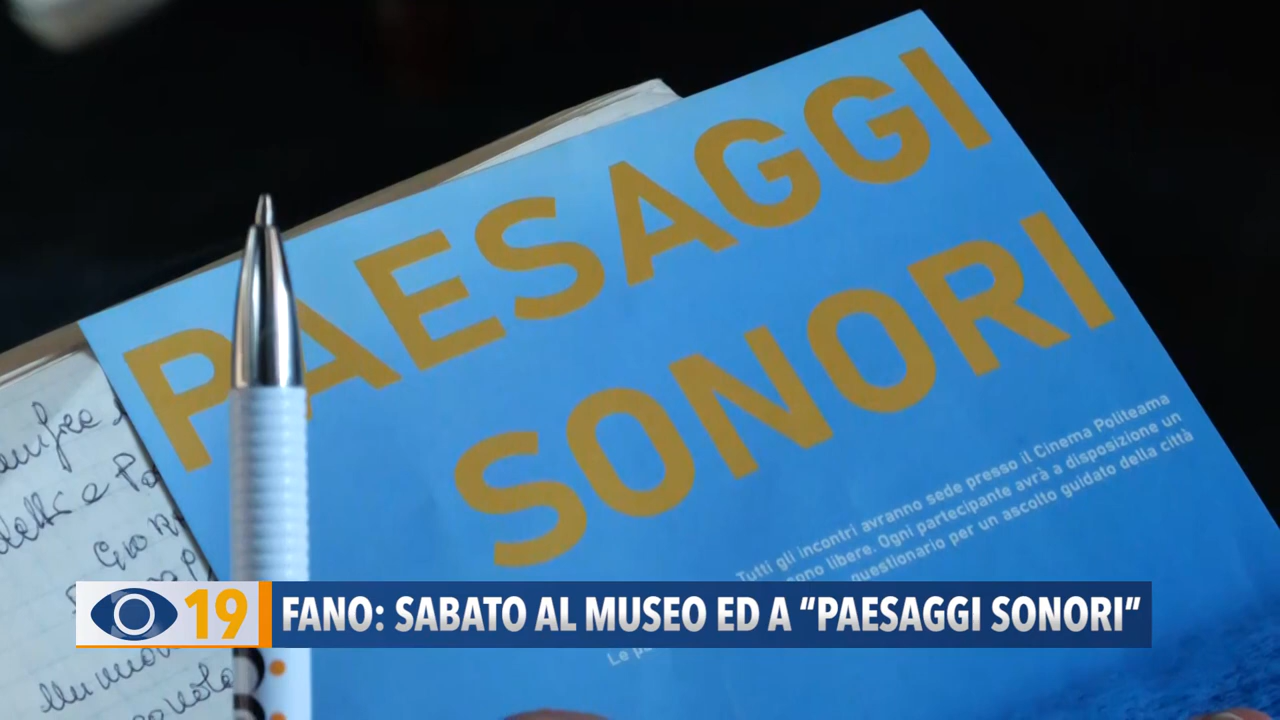 PAESAGGI
SONORI
Tutti gli incontri avranno sede presso il Cinema Politeama
sono libere. Ogni partecipante avrà a disposizione un
questionario per un ascolto guidato della città
19
FANO: SABATO AL MUSEO ED A “PAESAGGI SONORI”
Le